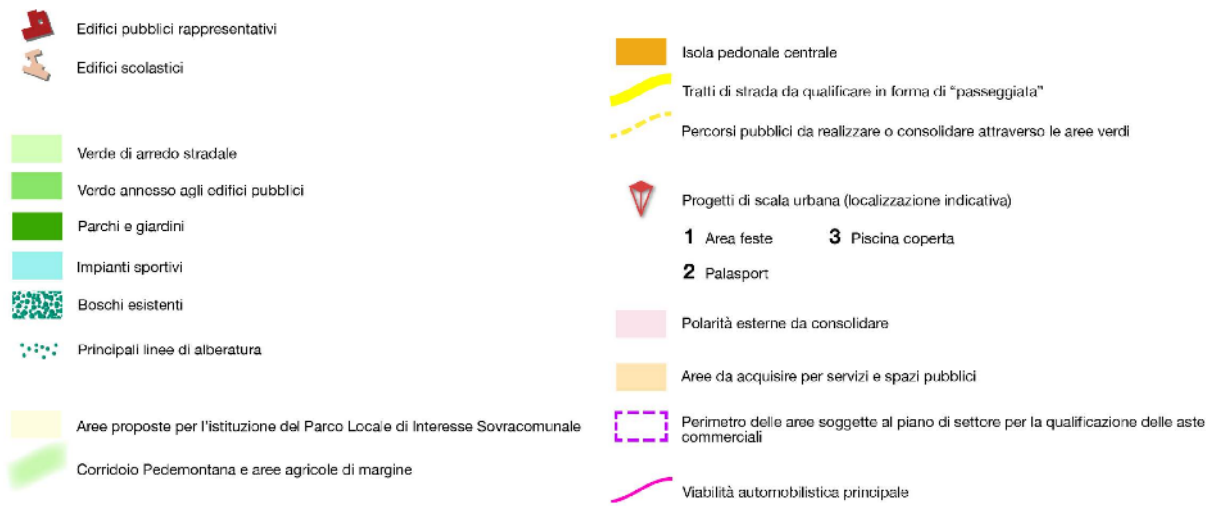 Edifici pubblici rappresentativi
Edifici scolastici
Verde di arredo stradale
Verde annesso agli edifici pubblici
Parchi e giardini
Impianti sportivi
Boschi esistenti
Principali linee di alberatura
Aree proposte per l'istituzione del Parco Locale di Interesse Sovracomunale
Corridoio Pedemontana e aree agricole di margine
Isola pedonale centrale
Tratti di strada da qualificare in forma di "passeggiata"
Percorsi pubblici da realizzare o consolidare attraverso le aree verdi
Progetti di scala urbana (localizzazione indicativa)
1 Area feste 3 Piscina coperta
2 Palasport
Polarità esterne da consolidare
Aree da acquisire per servizi e spazi pubblici
Perimetro delle aree soggette al piano di settore per la qualificazione delle aste
commerciali
Viabilità automobilistica principale